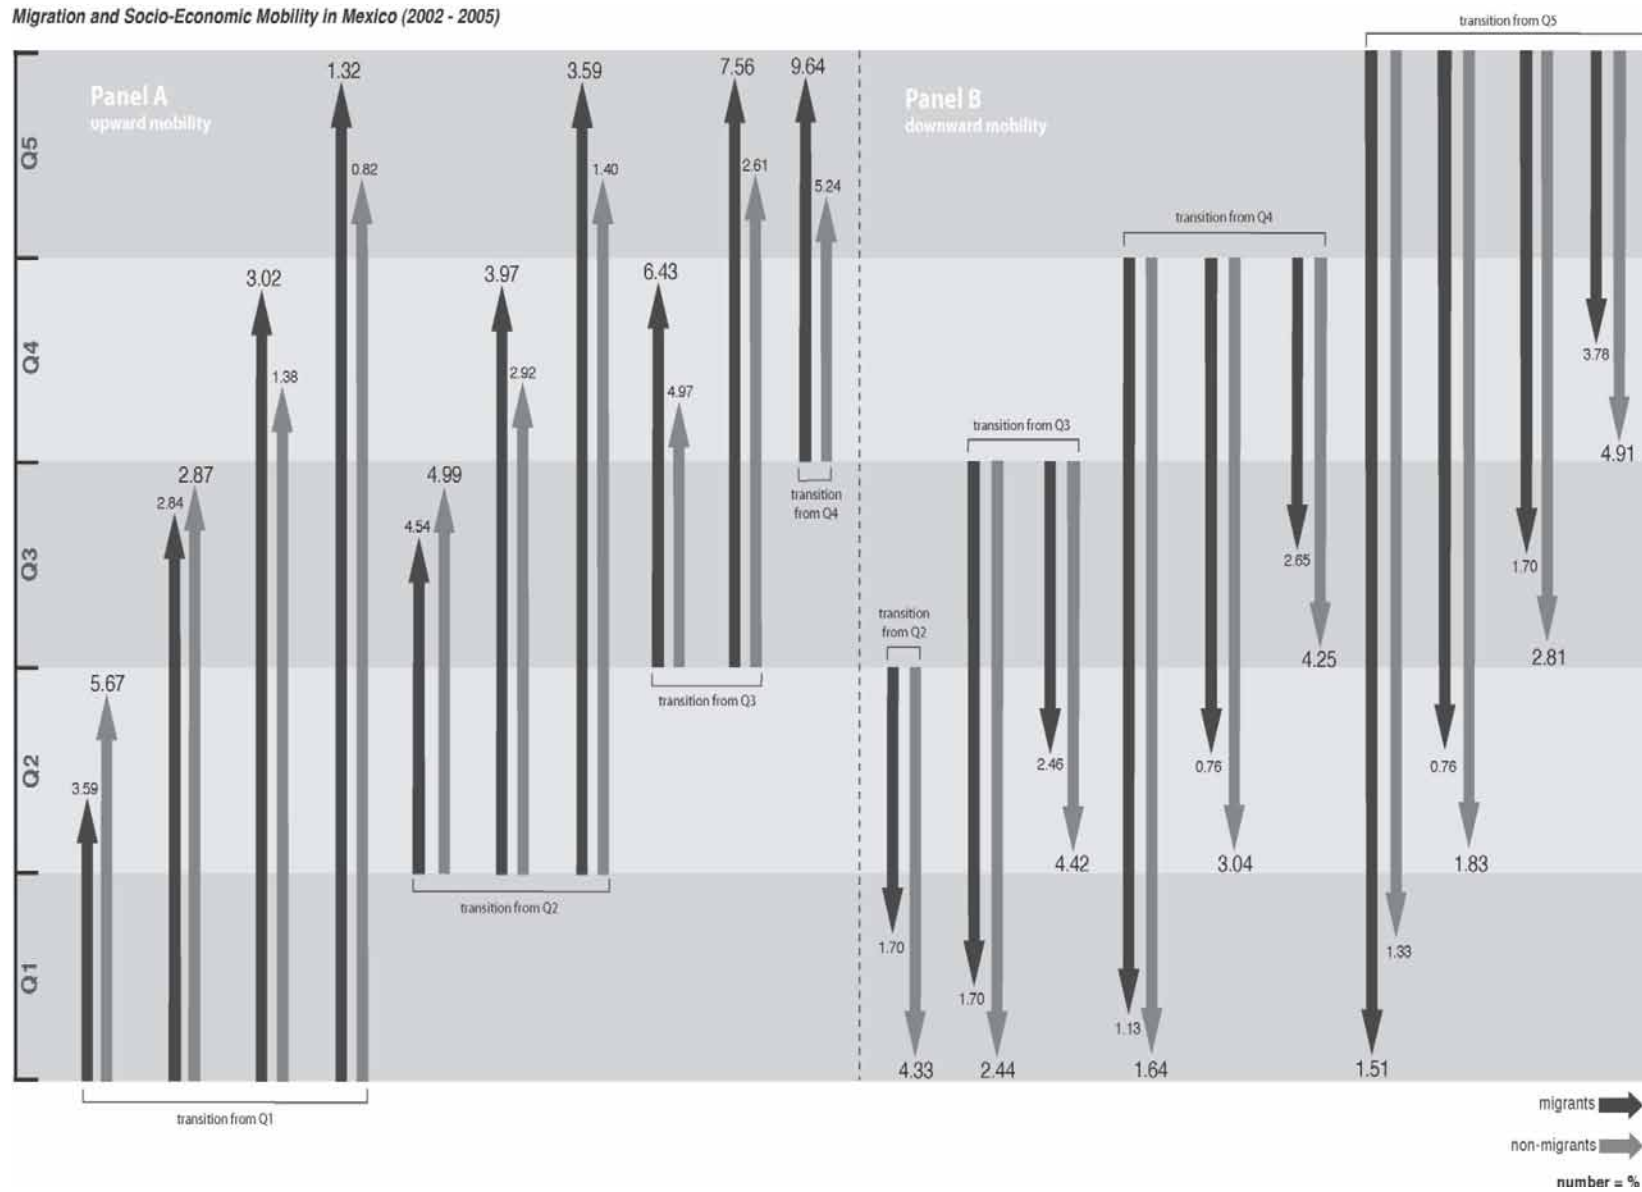 Migration and Socio-Economic Mobility in Mexico (2002 - 2005)
Panel A
upward mobility
Q5
Q4
Q3
Q2
Q1
3.59
5.67
2.84
2.87
3.02
1.38
1.32
0.82
transition from Q1
4.54
4.99
3.97
2.92
3.59
1.40
transition from Q2
6.43
4.97
7.56
2.61
transition from Q3
9.64
5.24
transition
from Q4
Panel B
downward mobility
transition
from Q2
1.70
4.33
transition from Q3
1.70
2.44
2.46
4.42
transition from Q4
1.13
1.64
0.76
3.04
2.65
4.25
transition from Q5
1.51
1.33
0.76
1.83
1.70
2.81
3.78
4.91
migrants
non-migrants
number = %